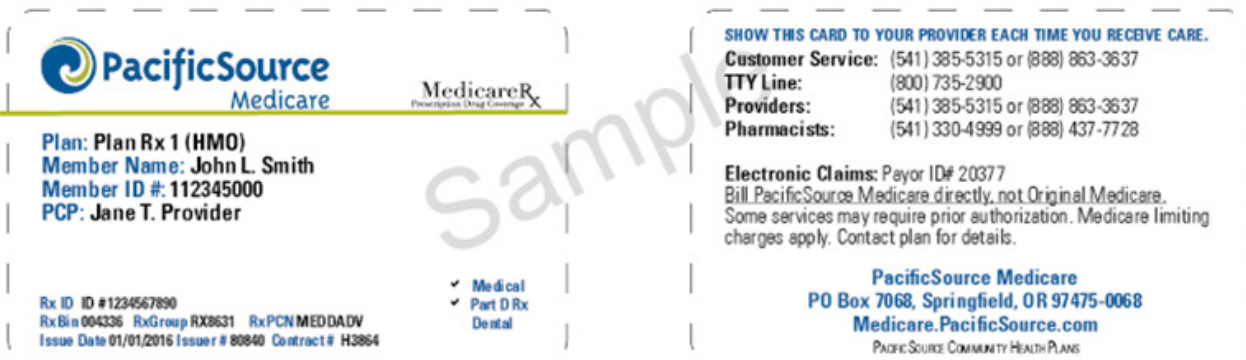 PacificSource
Medicare
MedicareRx
Prescription Drug Coverage
Plan: Plan Rx 1 (HMO)
Member Name: John L. Smith
Member ID #: 112345000
PCP: Jane T. Provider
✓ Medical
✓ Part D Rx
Dental
Rx ID ID #1234567890
RxBin 004336 RxGroup RX8631 RxPCN MEDDADV
Issue Date 01/01/2016 Issuer # 80840 Contract # H3864
Sample
SHOW THIS CARD TO YOUR PROVIDER EACH TIME YOU RECEIVE CARE.
Customer Service: (541) 385-5315 or (888) 863-3637
TTY Line: (800) 735-2900
Providers: (541) 385-5315 or (888) 863-3637
Pharmacists: (541) 330-4999 or (888) 437-7728
Electronic Claims: Payor ID# 20377
Bill PacificSource Medicare directly, not Original Medicare.
Some services may require prior authorization. Medicare limiting
charges apply. Contact plan for details.
PacificSource Medicare
PO Box 7068, Springfield, OR 97475-0068
Medicare.PacificSource.com
PACIFICSOURCE COMMUNITY HEALTH PLANS